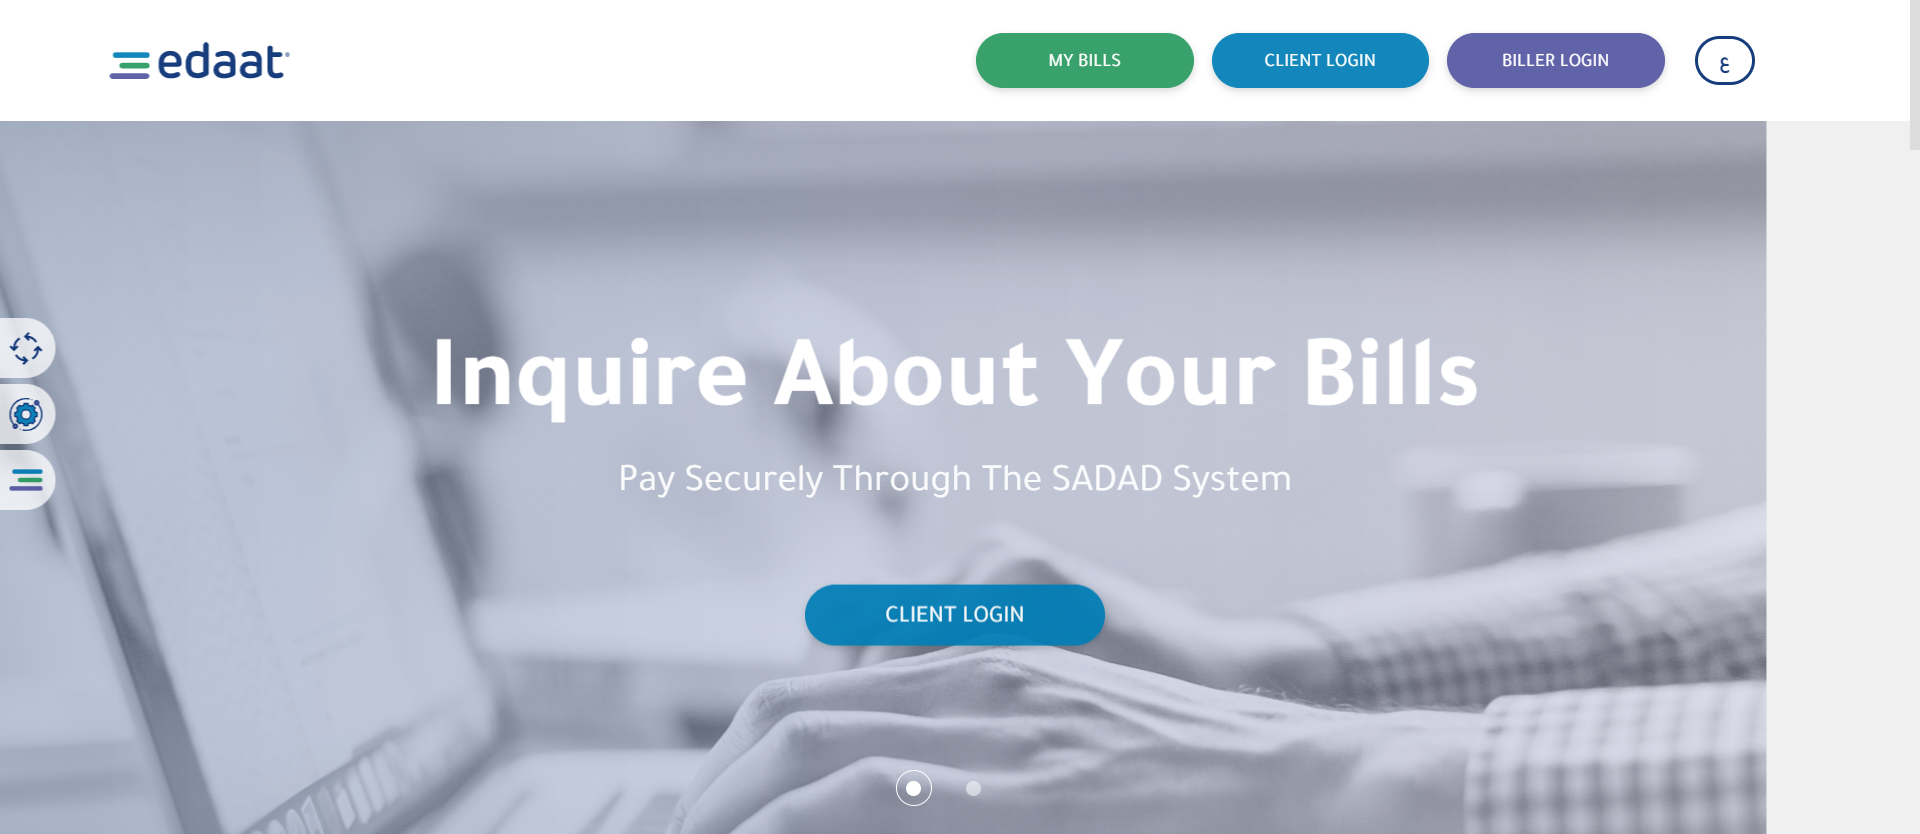 edaat
MY BILLS
CLIENT LOGIN
BILLER LOGIN
ع
Inquire About Your Bills
Pay Securely Through The SADAD System
CLIENT LOGIN